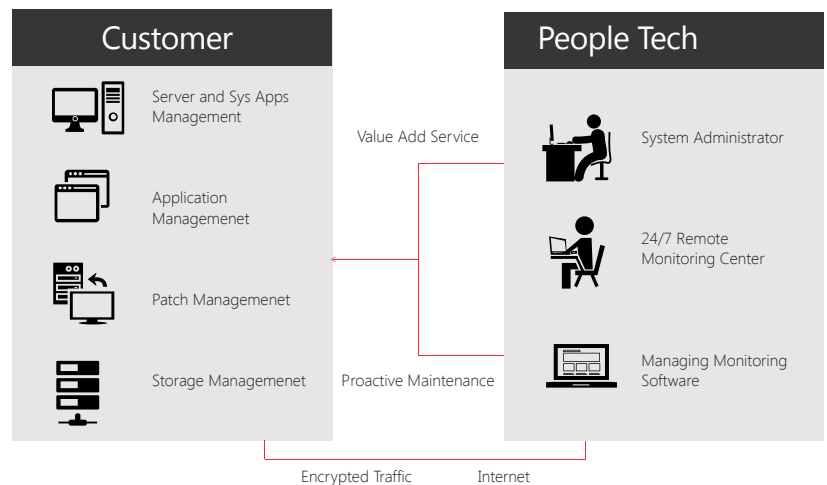 Customer
Server and Sys Apps
Management
Application
Managemenet
Patch Managemenet
Storage Managemenet
Value Add Service
Proactive Maintenance
People Tech
System Administrator
24/7 Remote
Monitoring Center
Managing Monitoring
Software
Encrypted Traffic
Internet